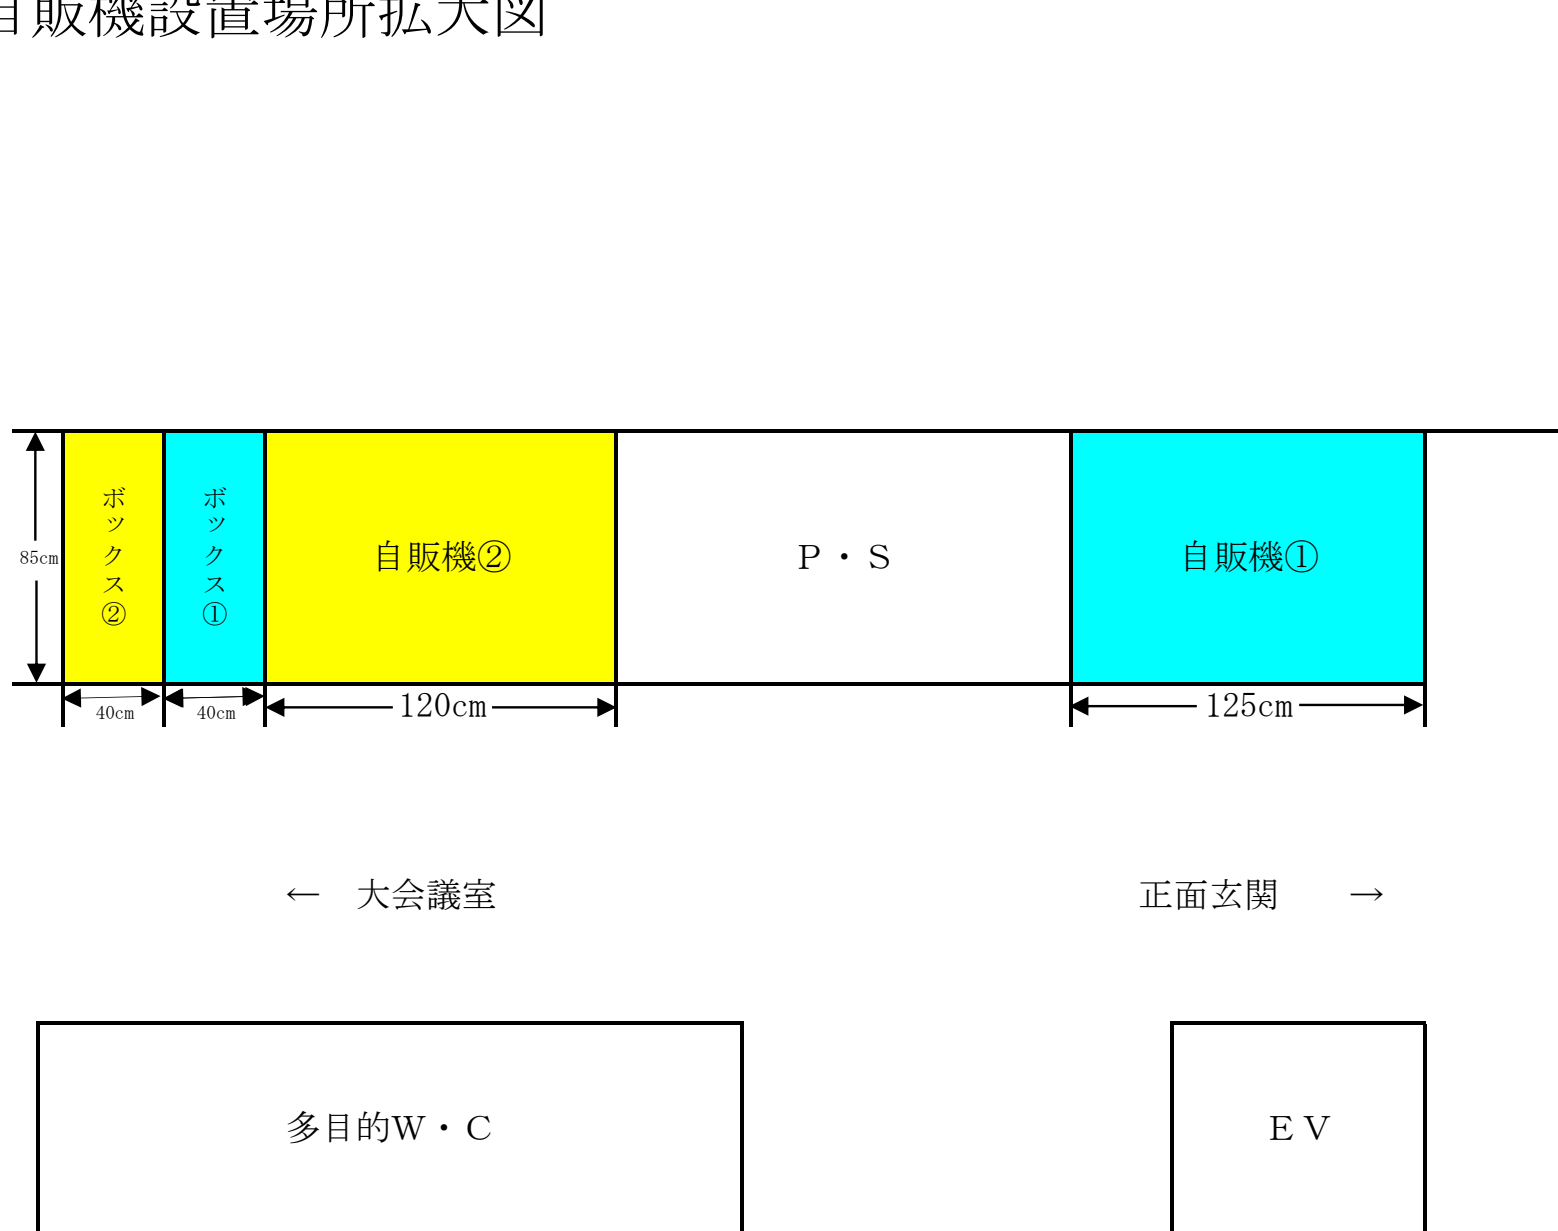 自販機設置場所拡大図
85cm
ボックス②
ボックス①
自販機②
Ｐ・Ｓ
自販機①
40cm
40cm
120cm
125cm
←　大会議室
正面玄関　　→
多目的Ｗ・Ｃ
ＥＶ